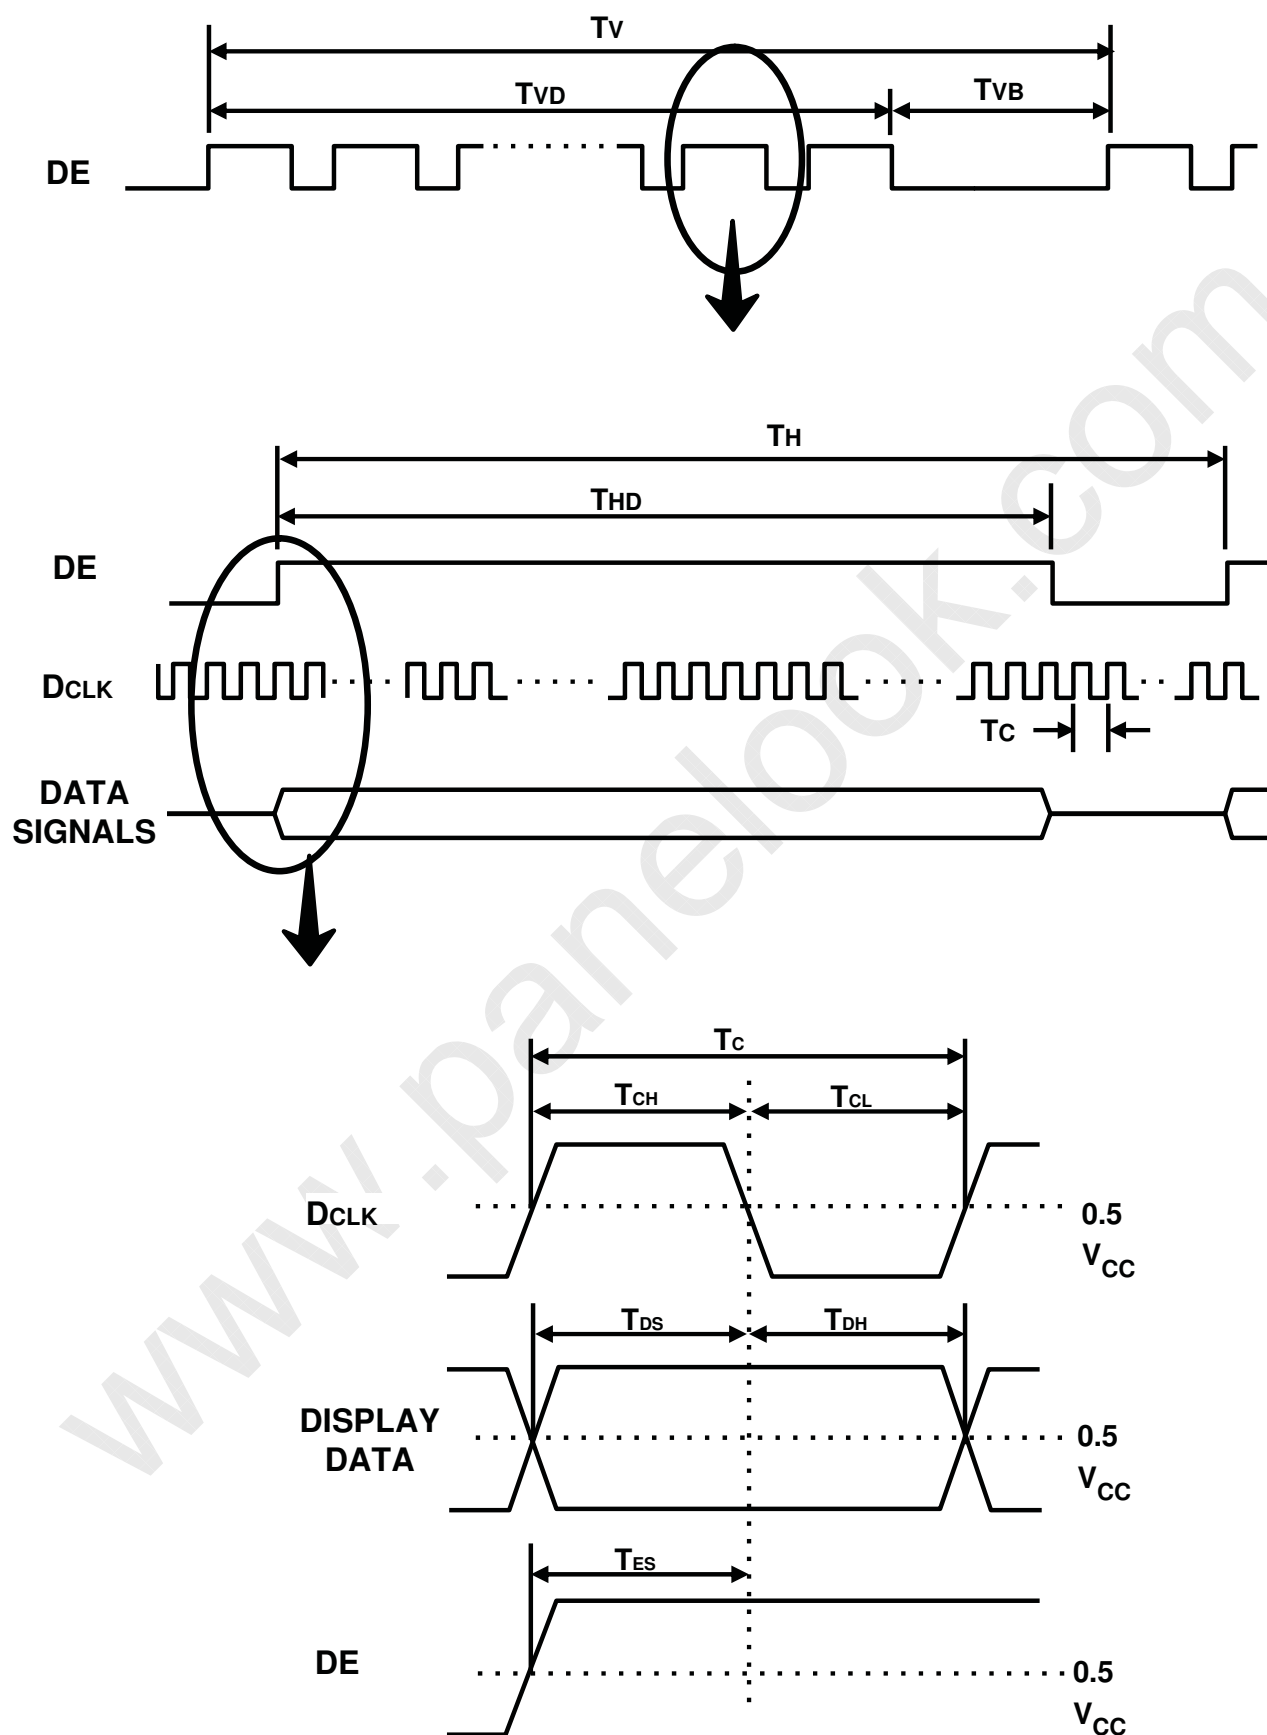 TV
TVD
TVB
DE
TH
THD
DE
DCLK
TC
DATA
SIGNALS
TC
TCH
TCL
DCLK
0.5
VCC
TDS
TDH
DISPLAY
DATA
0.5
VCC
TES
DE
0.5
VCC
www.panelook.com